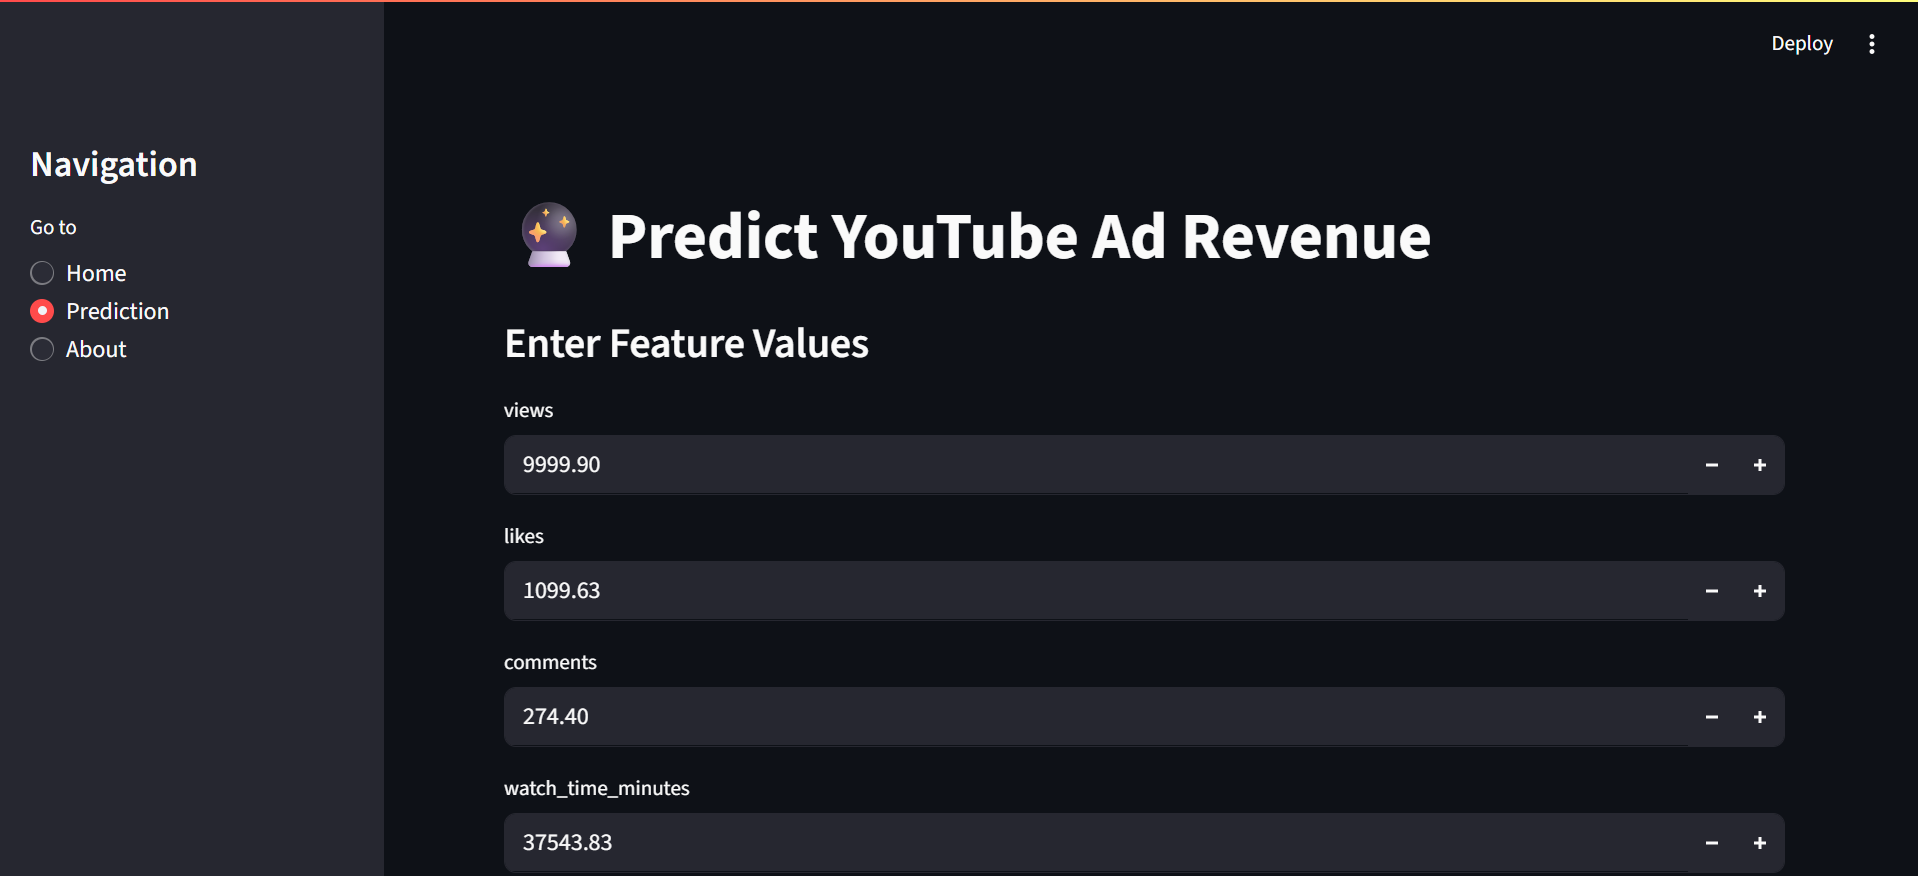 Deploy
Navigation
Go to
Home
Prediction
About
Predict YouTube Ad Revenue
Enter Feature Values
views
9999.90
likes
1099.63
comments
274.40
watch_time_minutes
37543.83